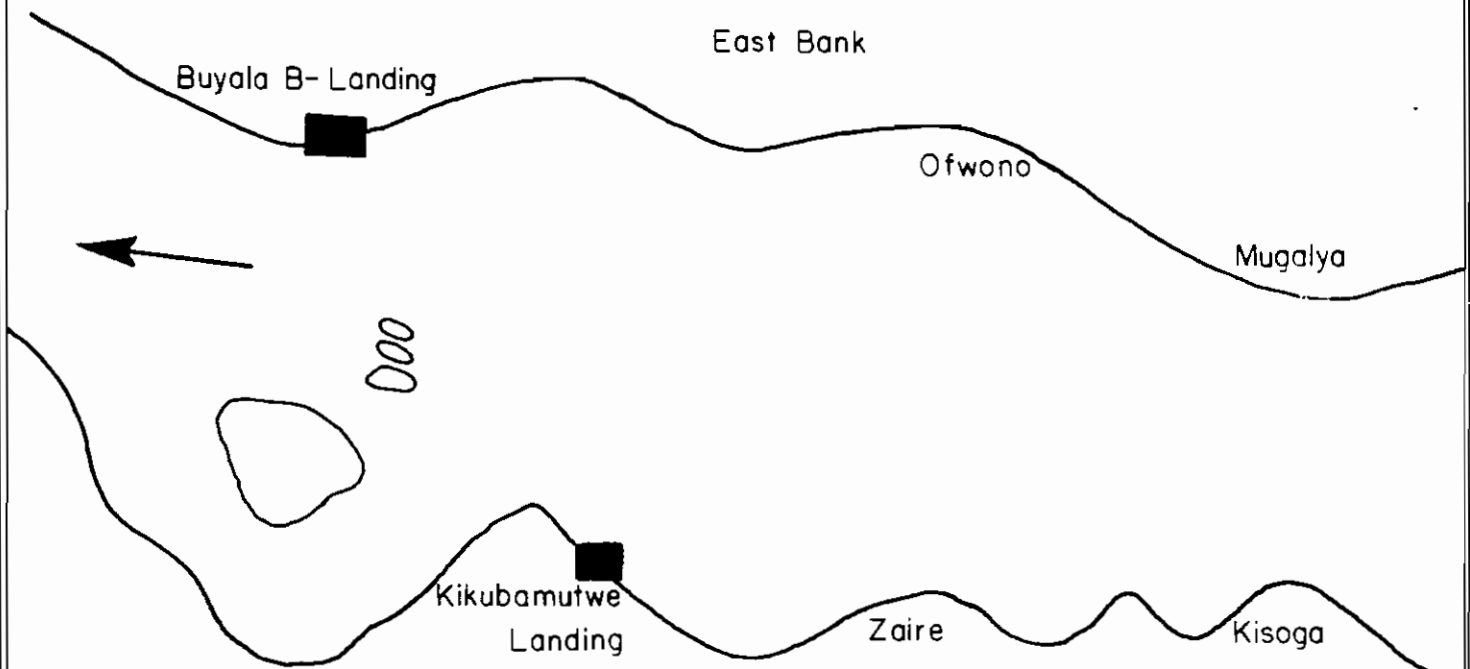 East Bank
Buyala B- Landing
Ofwono
Mugalya
Kikubamutwe
Landing
Zaire
Kisoga